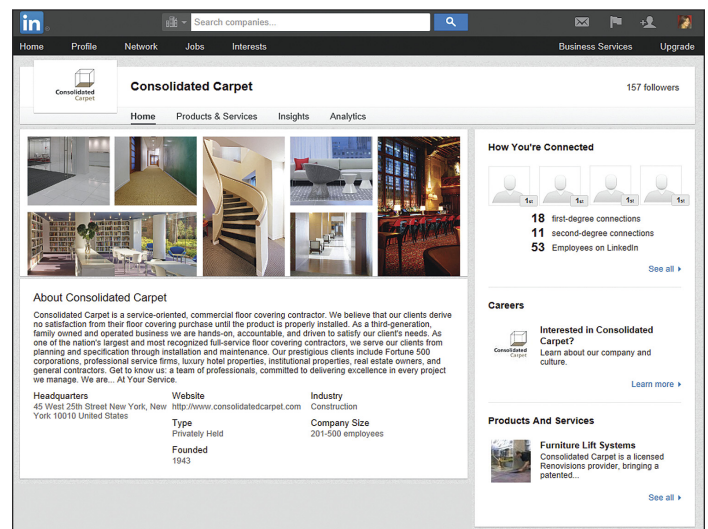 in
Search companies...
Home Profile Network Jobs Interests Business Services Upgrade
Consolidated
Carpet
Consolidated Carpet
157 followers
Home Products & Services Insights Analytics
How You're Connected
1st 1st 1st 1st
18 first-degree connections
11 second-degree connections
53 Employees on LinkedIn
See all
About Consolidated Carpet
Consolidated Carpet is a service-oriented, commercial floor covering contractor. We believe that our clients derive
no satisfaction from their floor covering purchase until the product is properly installed. As a third-generation,
family owned and operated business we are hands-on, accountable, and driven to satisfy our client's needs. As
one of the nation's largest and most recognized full-service floor covering contractors, we serve our clients from
planning and specification through installation and maintenance. Our prestigious clients include Fortune 500
corporations, professional service firms, luxury hotel properties, institutional properties, real estate owners, and
general contractors. Get to know us: a team of professionals, committed to delivering excellence in every project
we manage. We are... At Your Service.
Headquarters
45 West 25th Street New York, New
York 10010 United States
Website
http://www.consolidatedcarpet.com
Industry
Construction
Type
Privately Held
Company Size
201-500 employees
Founded
1943
Careers
Consolidated
Carpet
Interested in Consolidated
Carpet?
Learn about our company and
culture.
Learn more
Products And Services
Furniture Lift Systems
Consolidated Carpet is a licensed
Renovisions provider, bringing a
patented...
See all